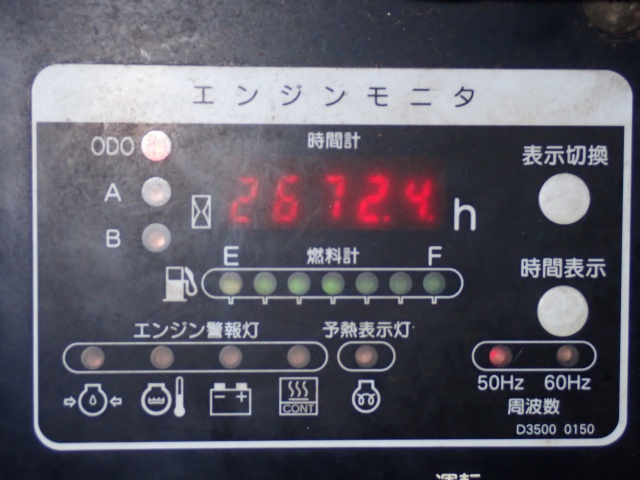 エンジンモニタ
ODO
時間計
表示切換
A
2672.4. h
B
E 燃料計 F
時間表示
エンジン警報灯 予熱表示灯
50Hz 60Hz
CONT
周波数
D3500 0150